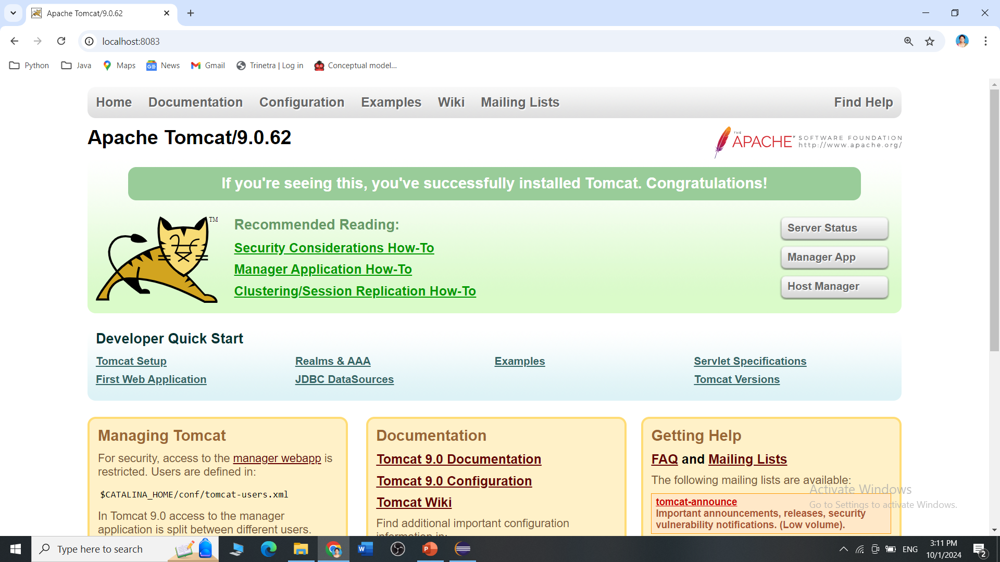 Apache Tomcat/9.0.62
localhost:8083
Python Java Maps News Gmail Trinetra | Log in Conceptual model...
Home Documentation Configuration Examples Wiki Mailing Lists Find Help
Apache Tomcat/9.0.62
THE APACHE SOFTWARE FOUNDATION
http://www.apache.org/
If you're seeing this, you've successfully installed Tomcat. Congratulations!
TM
Recommended Reading:
Security Considerations How-To
Manager Application How-To
Clustering/Session Replication How-To
Server Status
Manager App
Host Manager
Developer Quick Start
Tomcat Setup
First Web Application
Realms & AAA
JDBC DataSources
Examples
Servlet Specifications
Tomcat Versions
Managing Tomcat
For security, access to the manager webapp is
restricted. Users are defined in:
$CATALINA_HOME/conf/tomcat-users.xml
In Tomcat 9.0 access to the manager
application is split between different users.
Documentation
Tomcat 9.0 Documentation
Tomcat 9.0 Configuration
Tomcat Wiki
Find additional important configuration
information in:
Getting Help
FAQ and Mailing Lists
The following mailing lists are available:
tomcat-announce
Important announcements, releases, security
vulnerability notifications. (Low volume).
Activate Windows
Go to Settings to activate Windows.
Type here to search
ENG
3:11 PM
10/1/2024
2